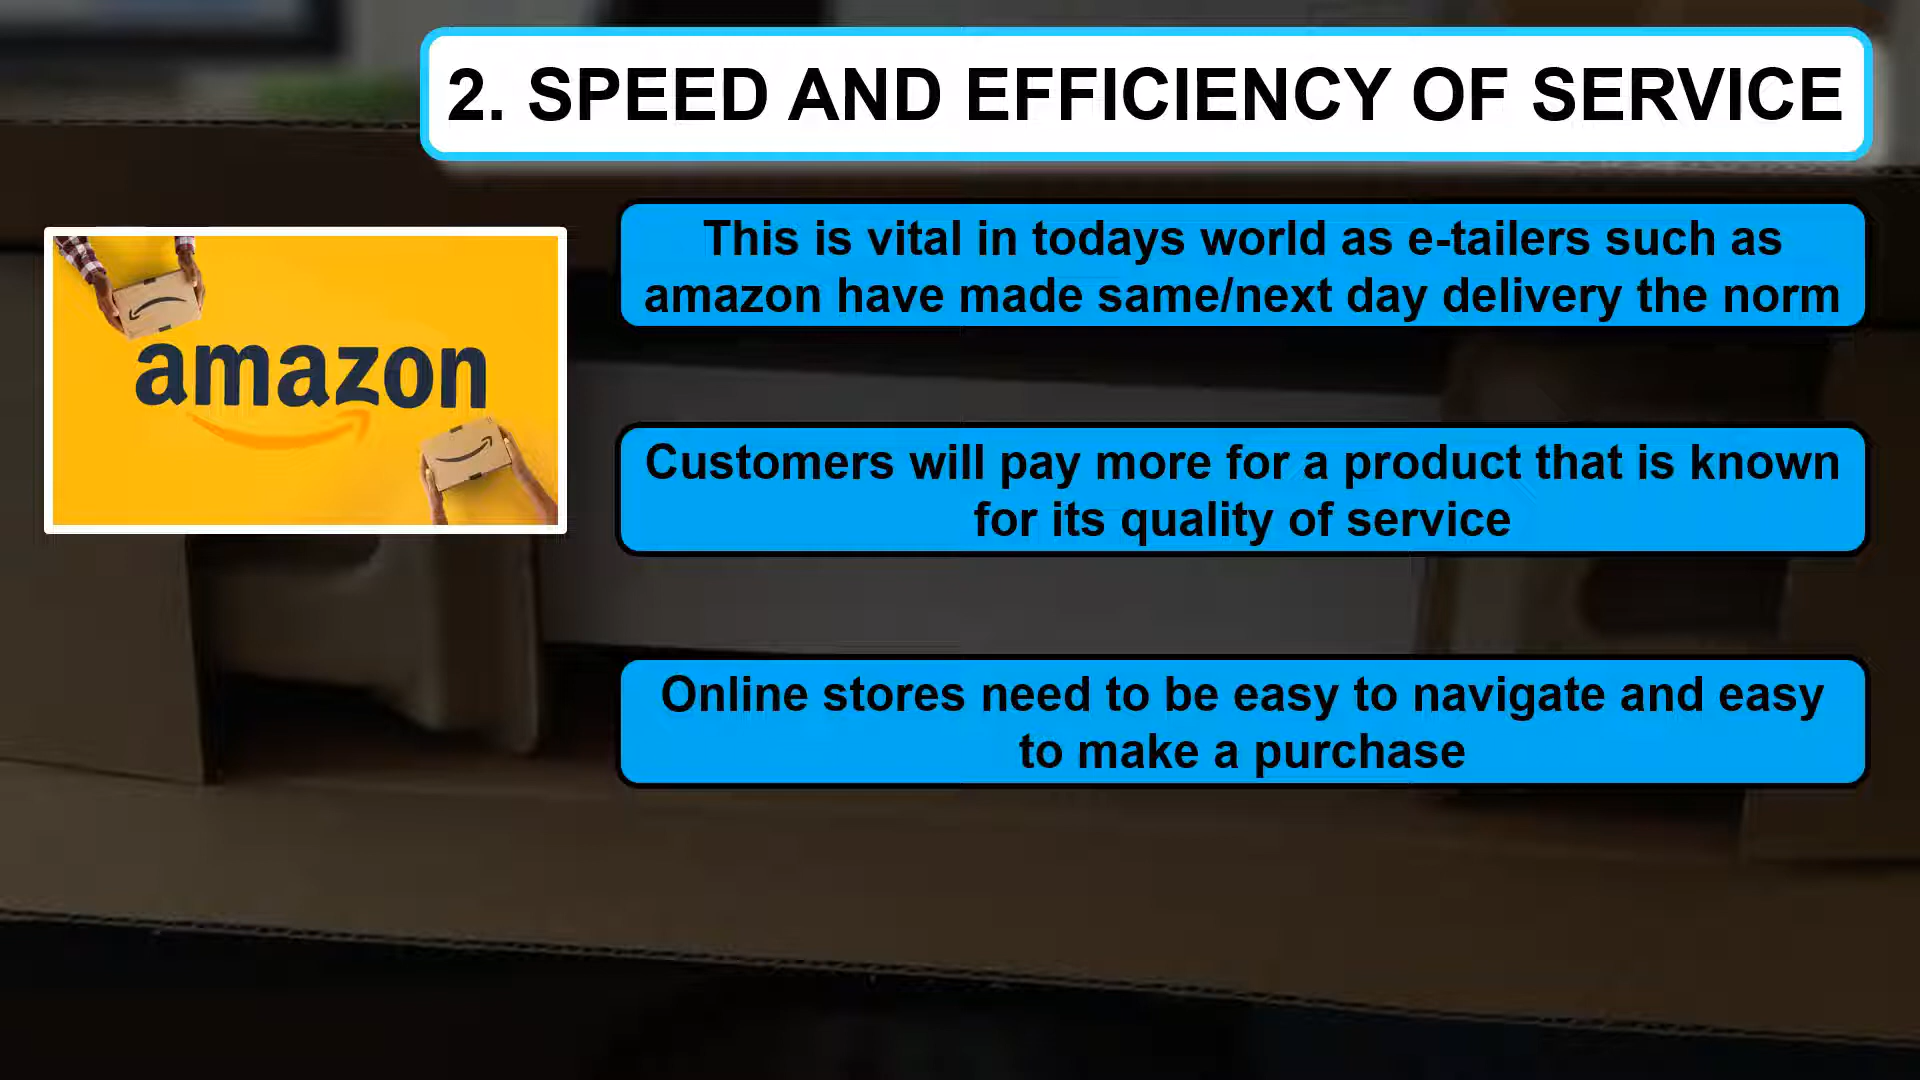 2. SPEED AND EFFICIENCY OF SERVICE
amazon
This is vital in todays world as e-tailers such as
amazon have made same/next day delivery the norm
Customers will pay more for a product that is known
for its quality of service
Online stores need to be easy to navigate and easy
to make a purchase